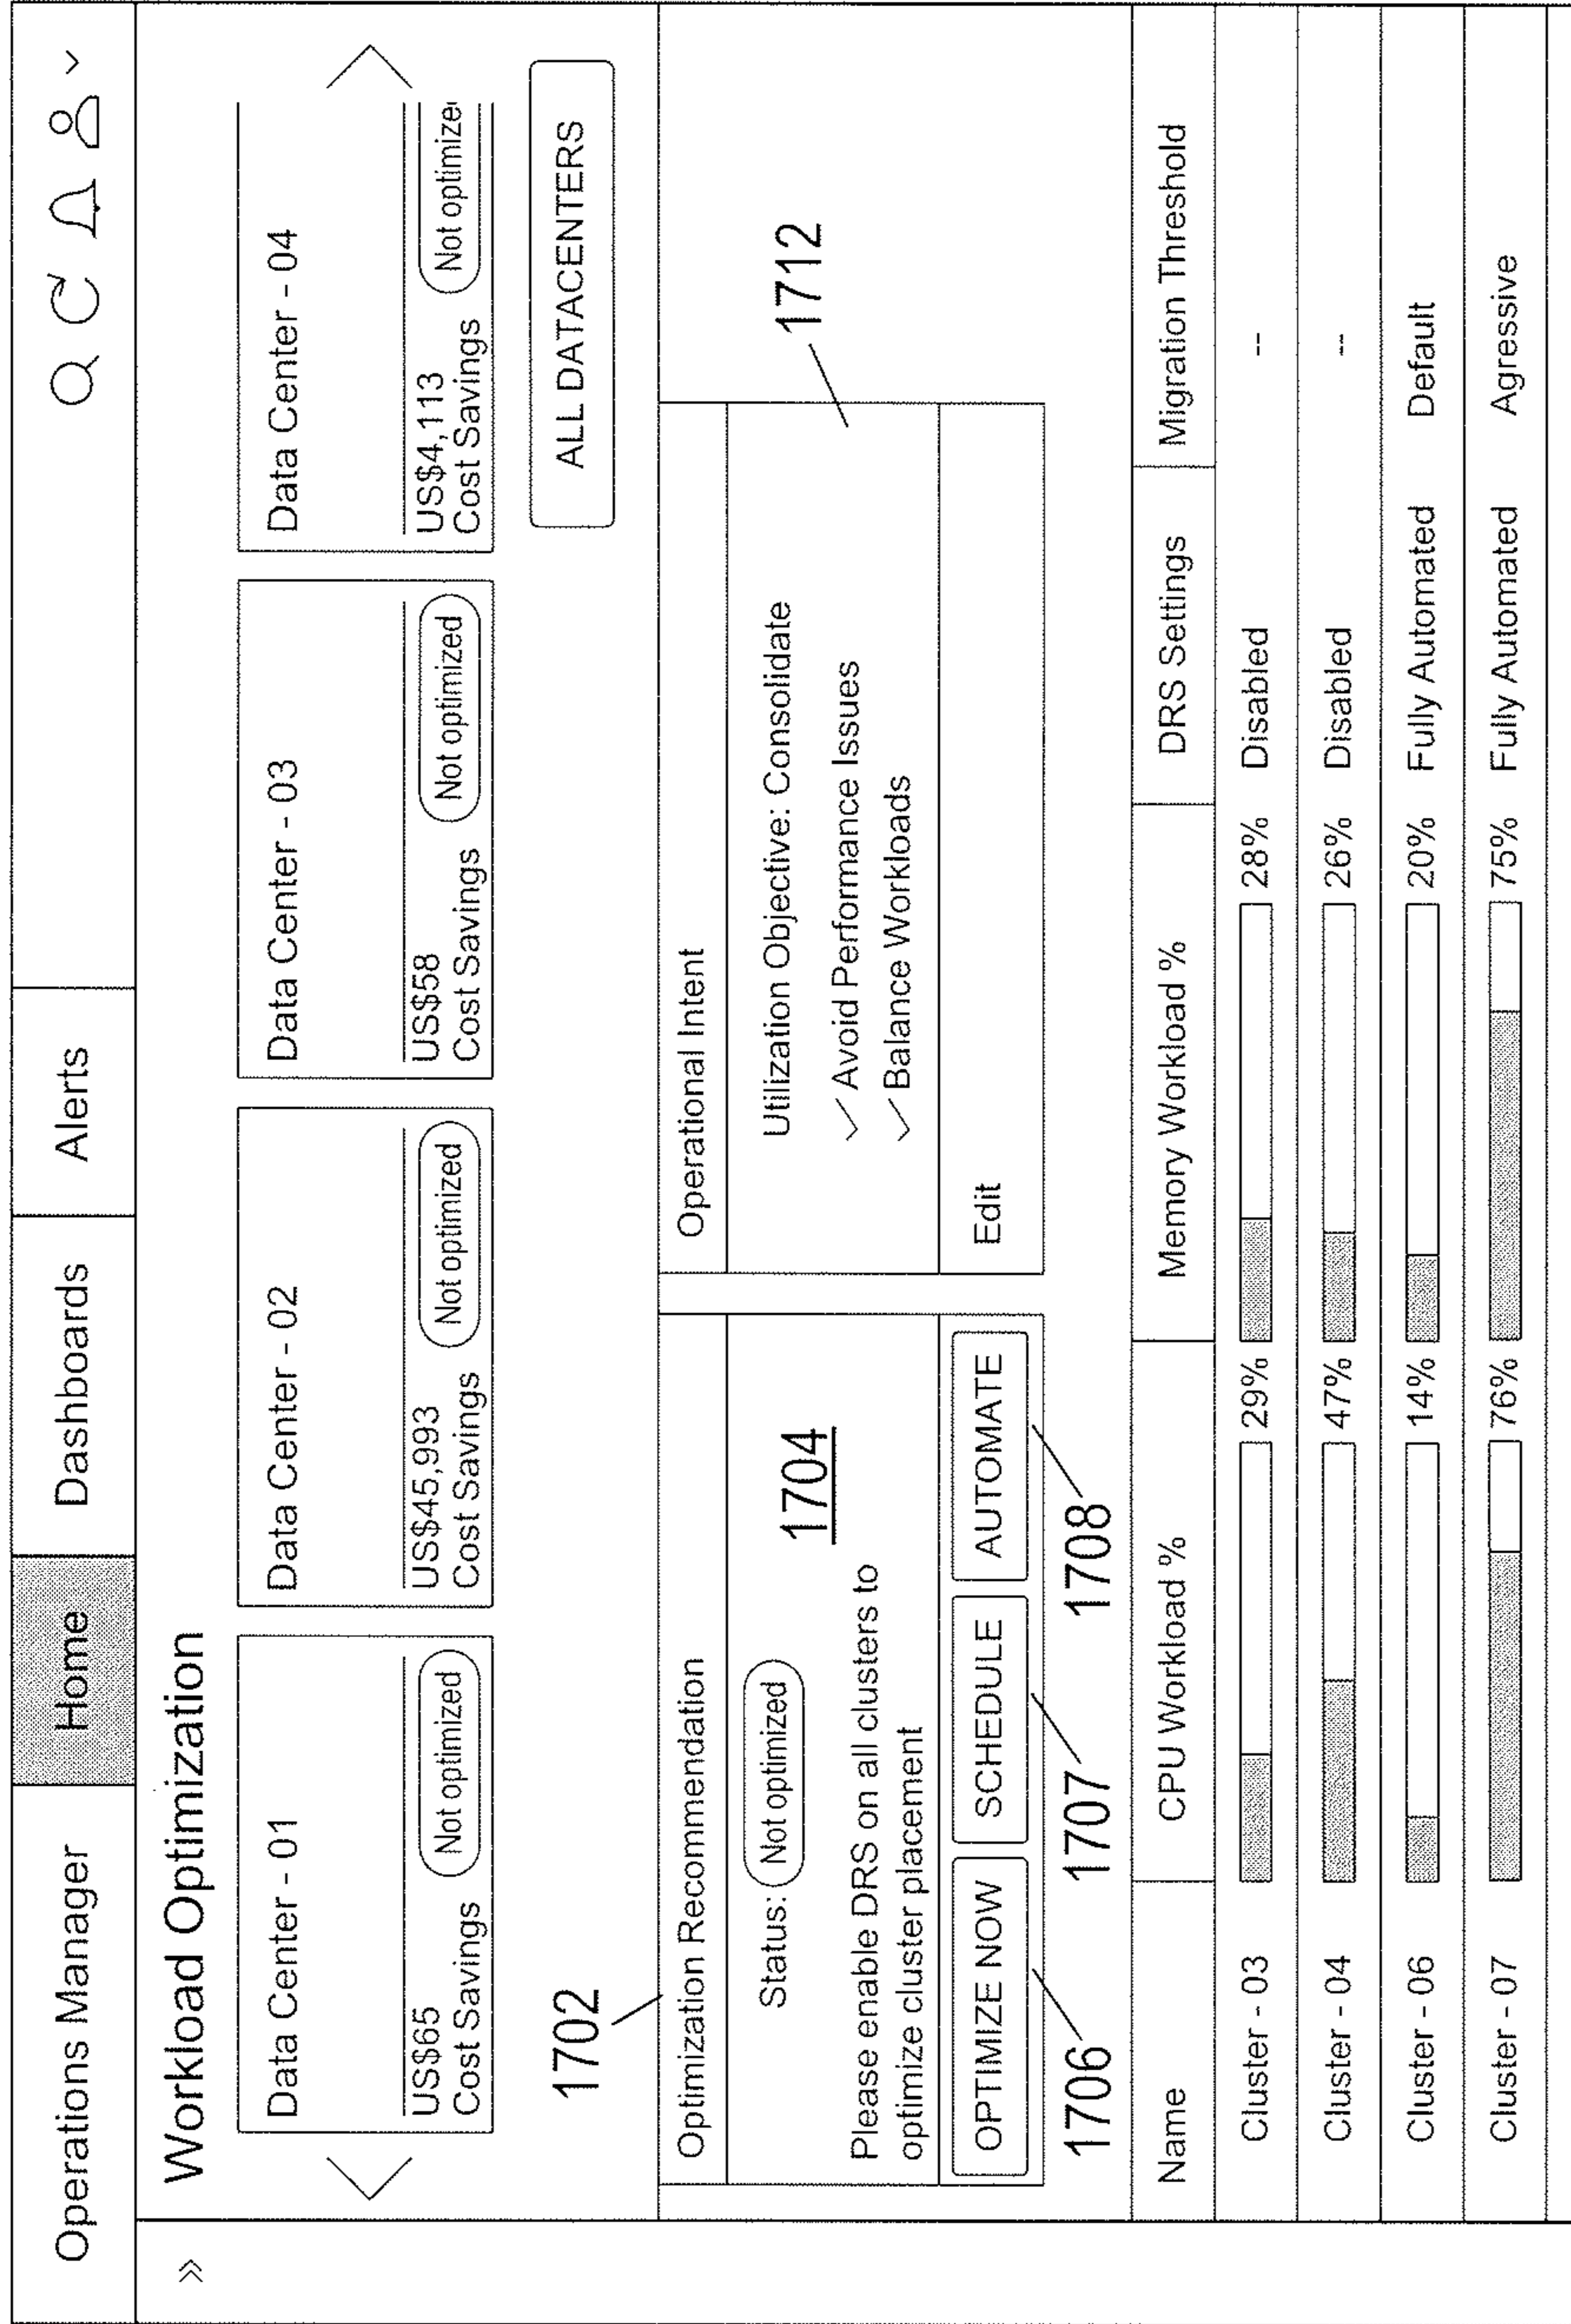 Operations Manager Home Dashboards Alerts
»
Workload Optimization
Data Center - 01 Data Center - 02 Data Center - 03 Data Center - 04
US$65 US$45,993 US$58 US$4,113
Cost Savings Not optimized Cost Savings Not optimized Cost Savings Not optimized Cost Savings Not optimize
1702
ALL DATACENTERS
Optimization Recommendation
Status: Not optimized
1704
Please enable DRS on all clusters to
optimize cluster placement
OPTIMIZE NOW SCHEDULE AUTOMATE
1706 1707 1708
Operational Intent
Utilization Objective: Consolidate
✓ Avoid Performance Issues
✓ Balance Workloads
Edit
1712
Name CPU Workload % Memory Workload % DRS Settings Migration Threshold
Cluster - 03 29% 28% Disabled --
Cluster - 04 47% 26% Disabled --
Cluster - 06 14% 20% Fully Automated Default
Cluster - 07 76% 75% Fully Automated Agressive